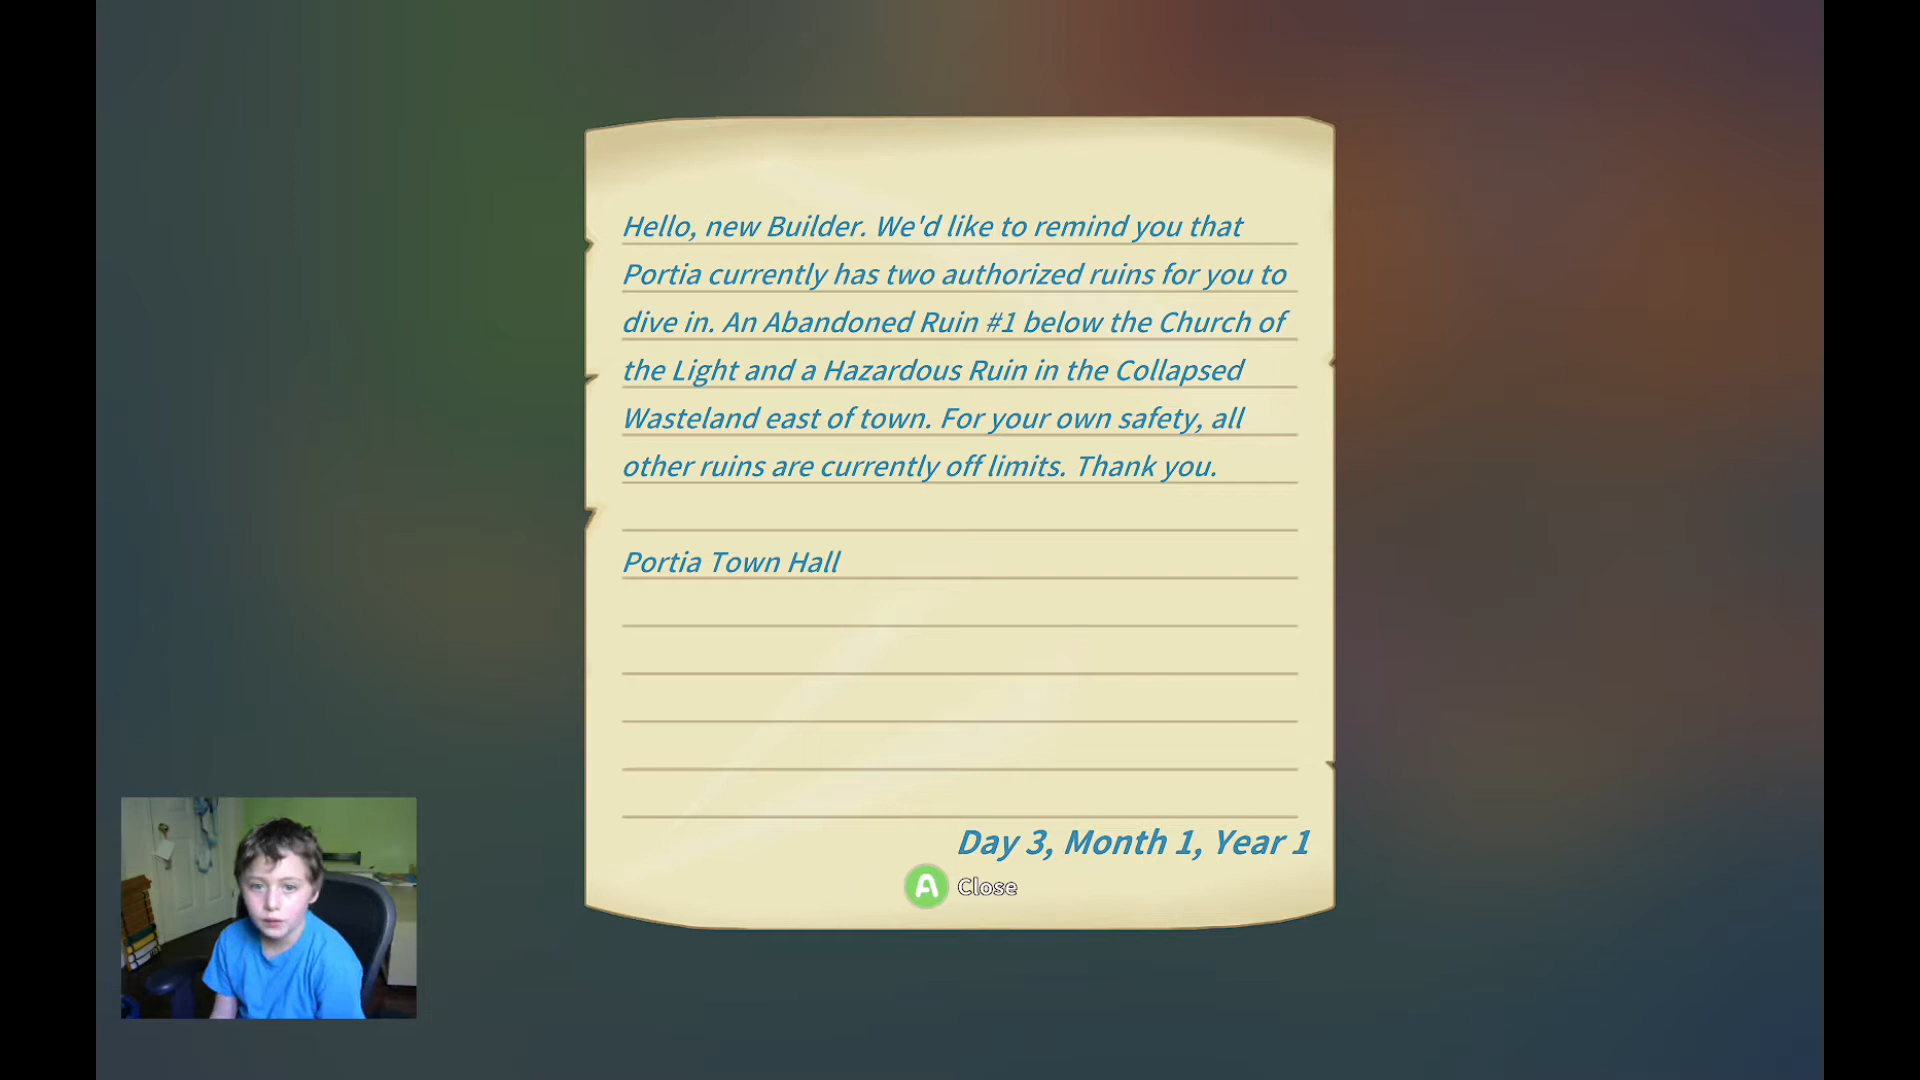 Hello, new Builder. We'd like to remind you that
Portia currently has two authorized ruins for you to
dive in. An Abandoned Ruin #1 below the Church of
the Light and a Hazardous Ruin in the Collapsed
Wasteland east of town. For your own safety, all
other ruins are currently off limits. Thank you.
Portia Town Hall
Day 3, Month 1, Year 1
A Close